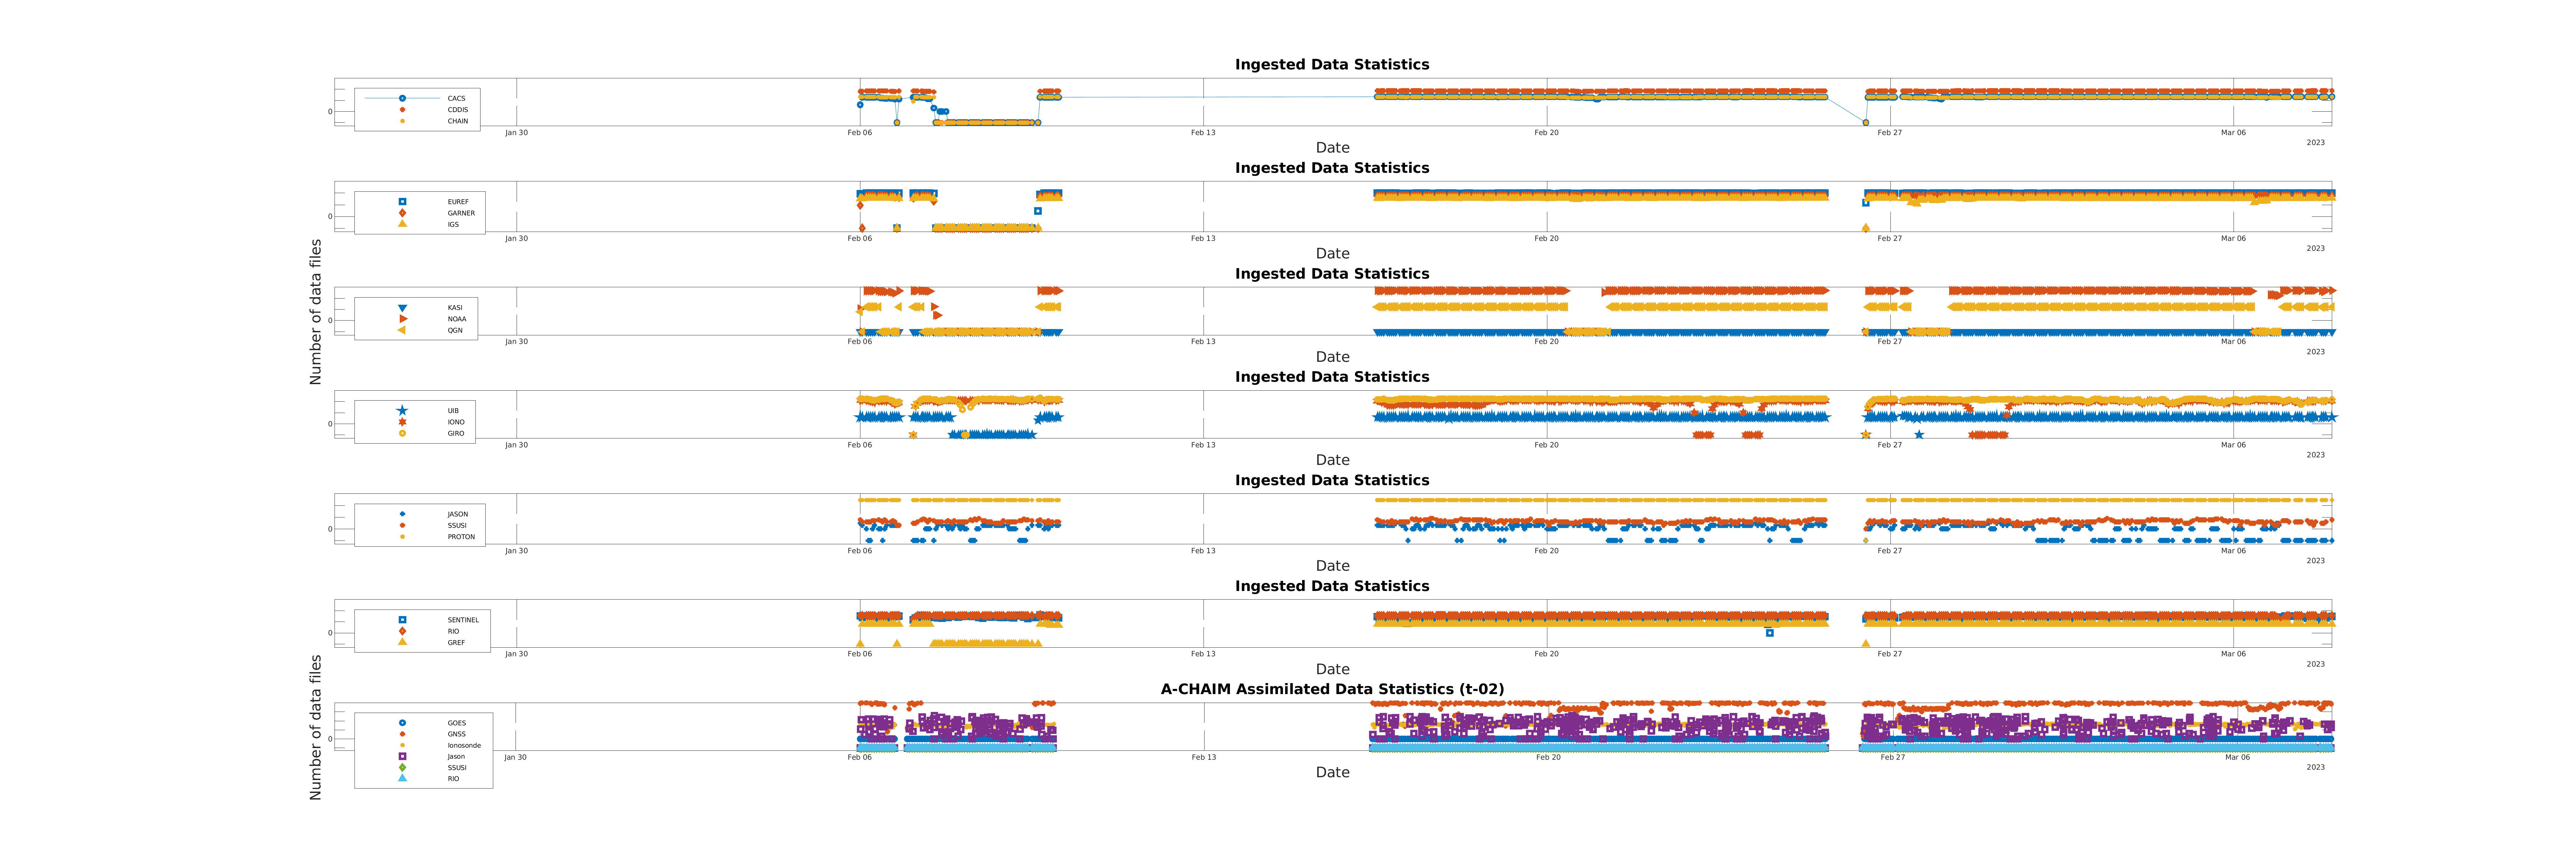 Ingested Data Statistics
CACS
CDDIS
CHAIN
0
Jan 30 Feb 06 Feb 13 Feb 20 Feb 27 Mar 06
2023
Date
Ingested Data Statistics
EUREF
GARNER
IGS
0
Jan 30 Feb 06 Feb 13 Feb 20 Feb 27 Mar 06
2023
Date
Number of data files
Ingested Data Statistics
KASI
NOAA
QGN
0
Jan 30 Feb 06 Feb 13 Feb 20 Feb 27 Mar 06
2023
Date
Ingested Data Statistics
UIB
IONO
GIRO
0
Jan 30 Feb 06 Feb 13 Feb 20 Feb 27 Mar 06
2023
Date
Ingested Data Statistics
JASON
SSUSI
PROTON
0
Jan 30 Feb 06 Feb 13 Feb 20 Feb 27 Mar 06
2023
Date
Ingested Data Statistics
SENTINEL
RIO
GREF
0
Jan 30 Feb 06 Feb 13 Feb 20 Feb 27 Mar 06
2023
Date
Number of data files
A-CHAIM Assimilated Data Statistics (t-02)
GOES
GNSS
Ionosonde
Jason
SSUSI
RIO
0
Jan 30 Feb 06 Feb 13 Feb 20 Feb 27 Mar 06
2023
Date